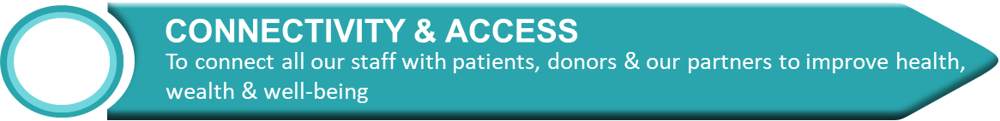 CONNECTIVITY & ACCESS
To connect all our staff with patients, donors & our partners to improve health,
wealth & well-being